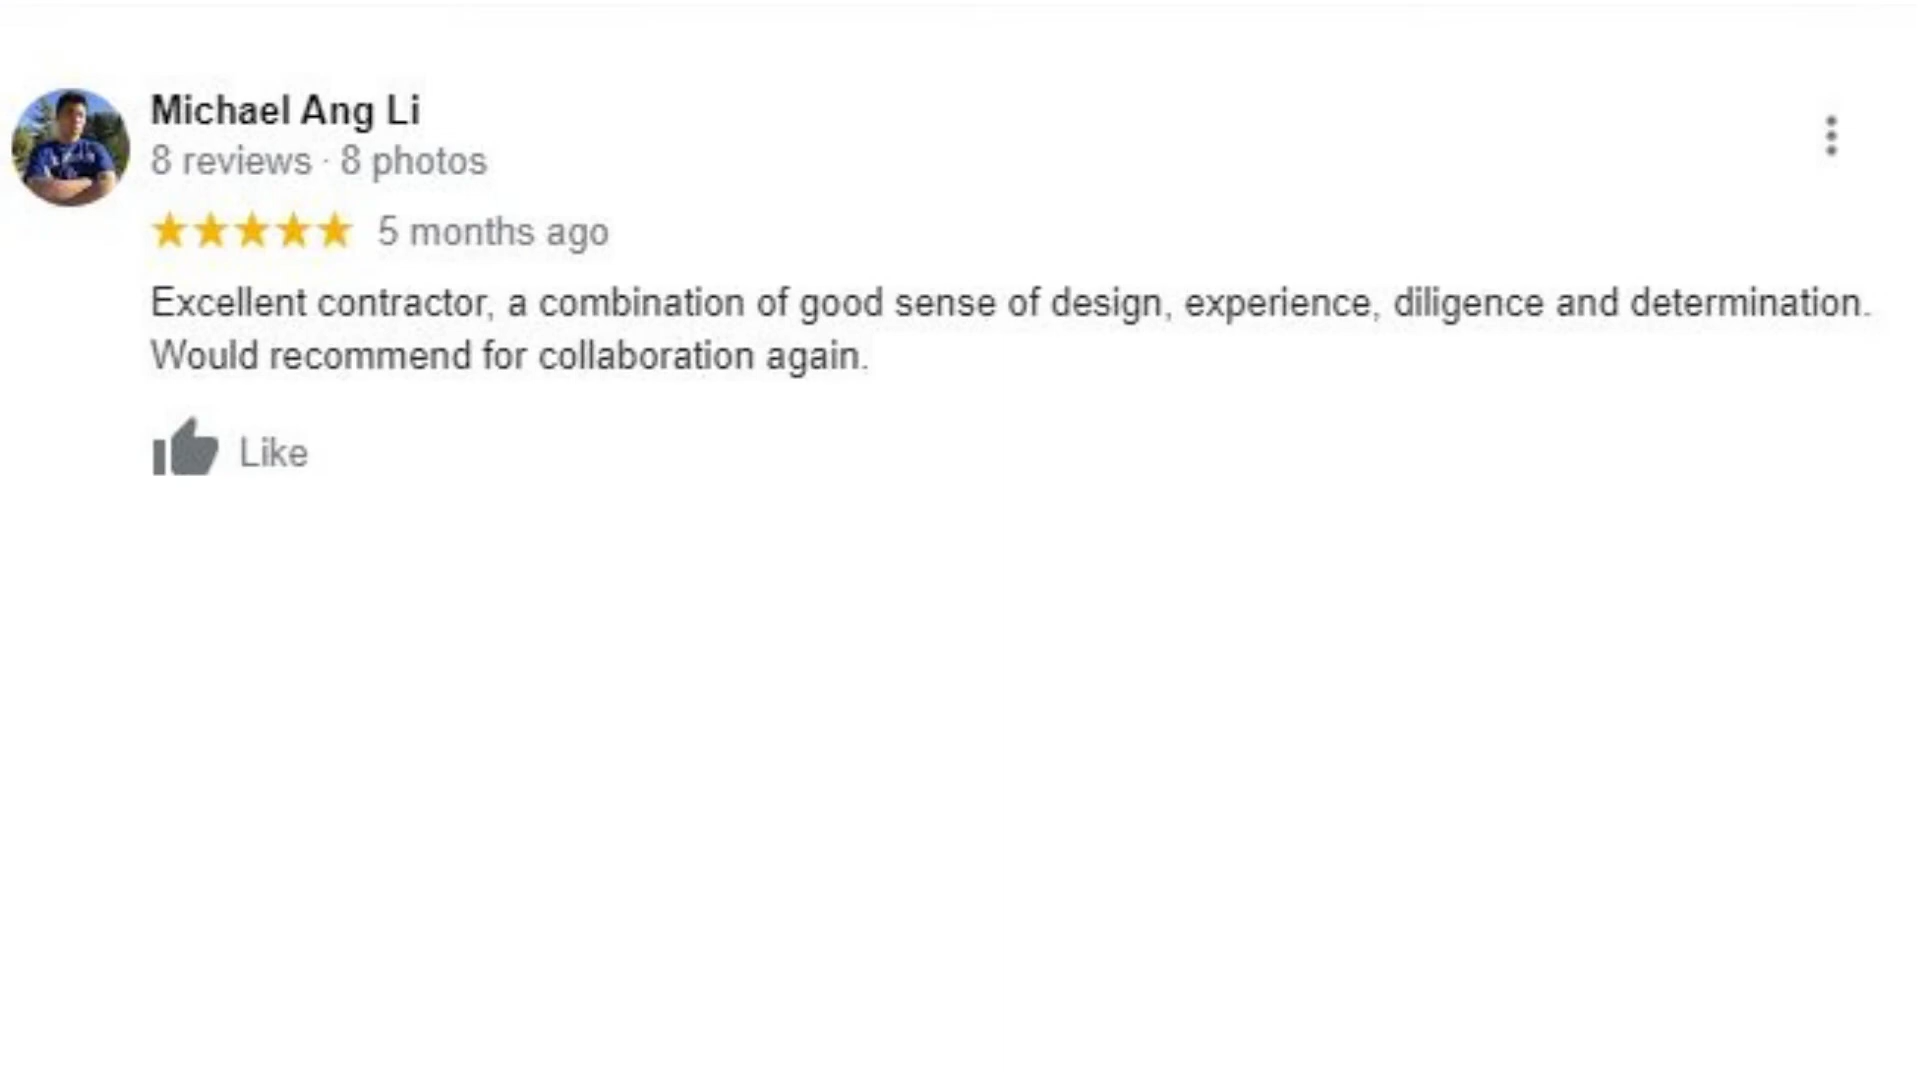 Michael Ang Li
8 reviews · 8 photos
5 months ago
Excellent contractor, a combination of good sense of design, experience, diligence and determination.
Would recommend for collaboration again.
Like